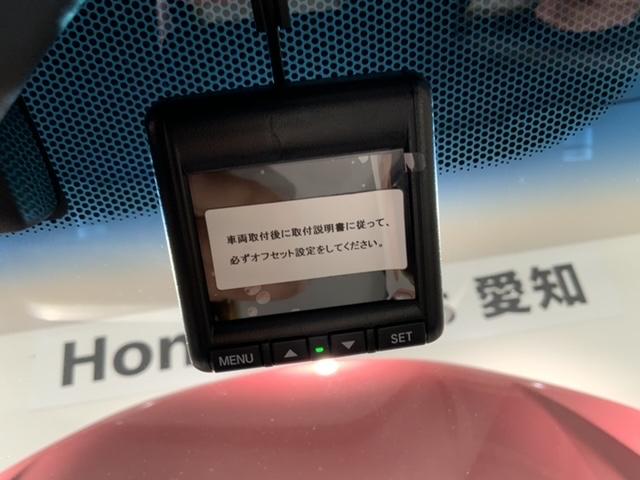 車両取付後に取付説明書に従って、
必ずオフセット設定をしてください。
MENU
SET
Hon
愛知